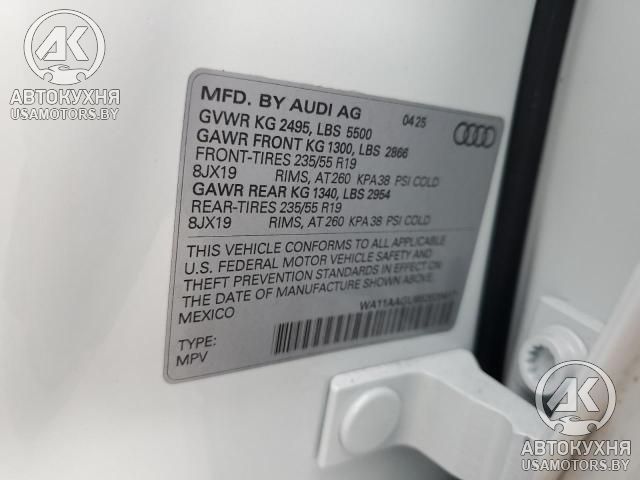 АВТОКУХНЯ
USAMOTORS.BY
MFD. BY AUDI AG 04 25
GVWR KG 2495, LBS 5500
GAWR FRONT KG 1300, LBS 2866
FRONT-TIRES 235/55 R19
8JX19 RIMS, AT 260 KPA 38 PSI COLD
GAWR REAR KG 1340, LBS 2954
REAR-TIRES 235/55 R19
8JX19 RIMS, AT 260 KPA 38 PSI COLD
THIS VEHICLE CONFORMS TO ALL APPLICABLE
U.S. FEDERAL MOTOR VEHICLE SAFETY AND
THEFT PREVENTION STANDARDS IN EFFECT ON
THE DATE OF MANUFACTURE SHOWN ABOVE
MEXICO
TYPE:
MPV
АВТОКУХНЯ
USAMOTORS.BY